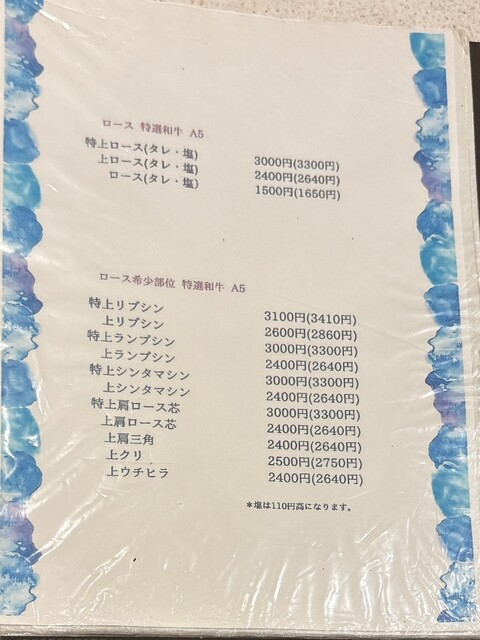 ロース 特選和牛 A5
特上ロース(タレ・塩) 3000円(3300円)
上ロース(タレ・塩) 2400円(2640円)
ロース(タレ・塩) 1500円(1650円)
ロース希少部位 特選和牛 A5
特上リブシン 3100円(3410円)
上リブシン 2600円(2860円)
特上ランプシン 3000円(3300円)
上ランプシン 2400円(2640円)
特上シンタマシン 3000円(3300円)
上シンタマシン 2400円(2640円)
特上肩ロース芯 3000円(3300円)
上肩ロース芯 2400円(2640円)
上肩三角 2400円(2640円)
上クリ 2500円(2750円)
上ウチヒラ 2400円(2640円)
*塩は110円高になります。